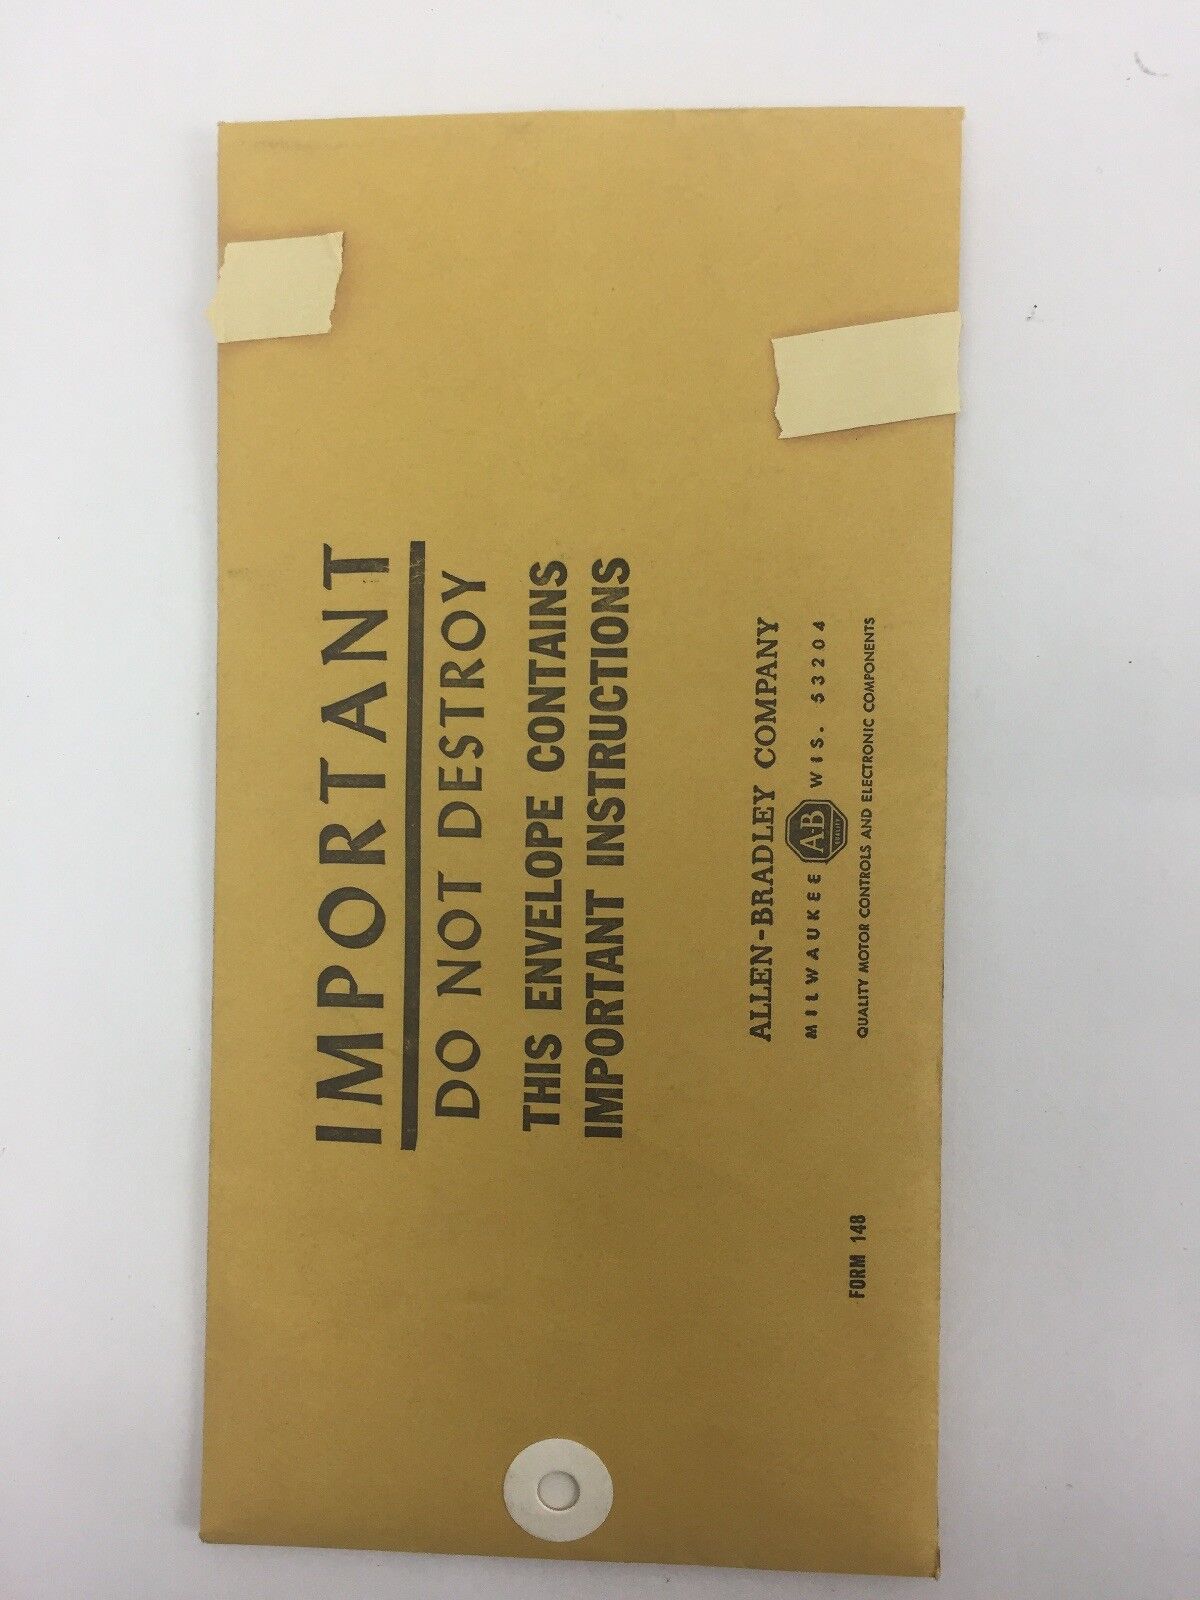 IMPORTANT
DO NOT DESTROY
THIS ENVELOPE CONTAINS
IMPORTANT INSTRUCTIONS
ALLEN-BRADLEY COMPANY
MILWAUKEE A-B QUALITY WIS. 53204
QUALITY MOTOR CONTROLS AND ELECTRONIC COMPONENTS
FORM 148